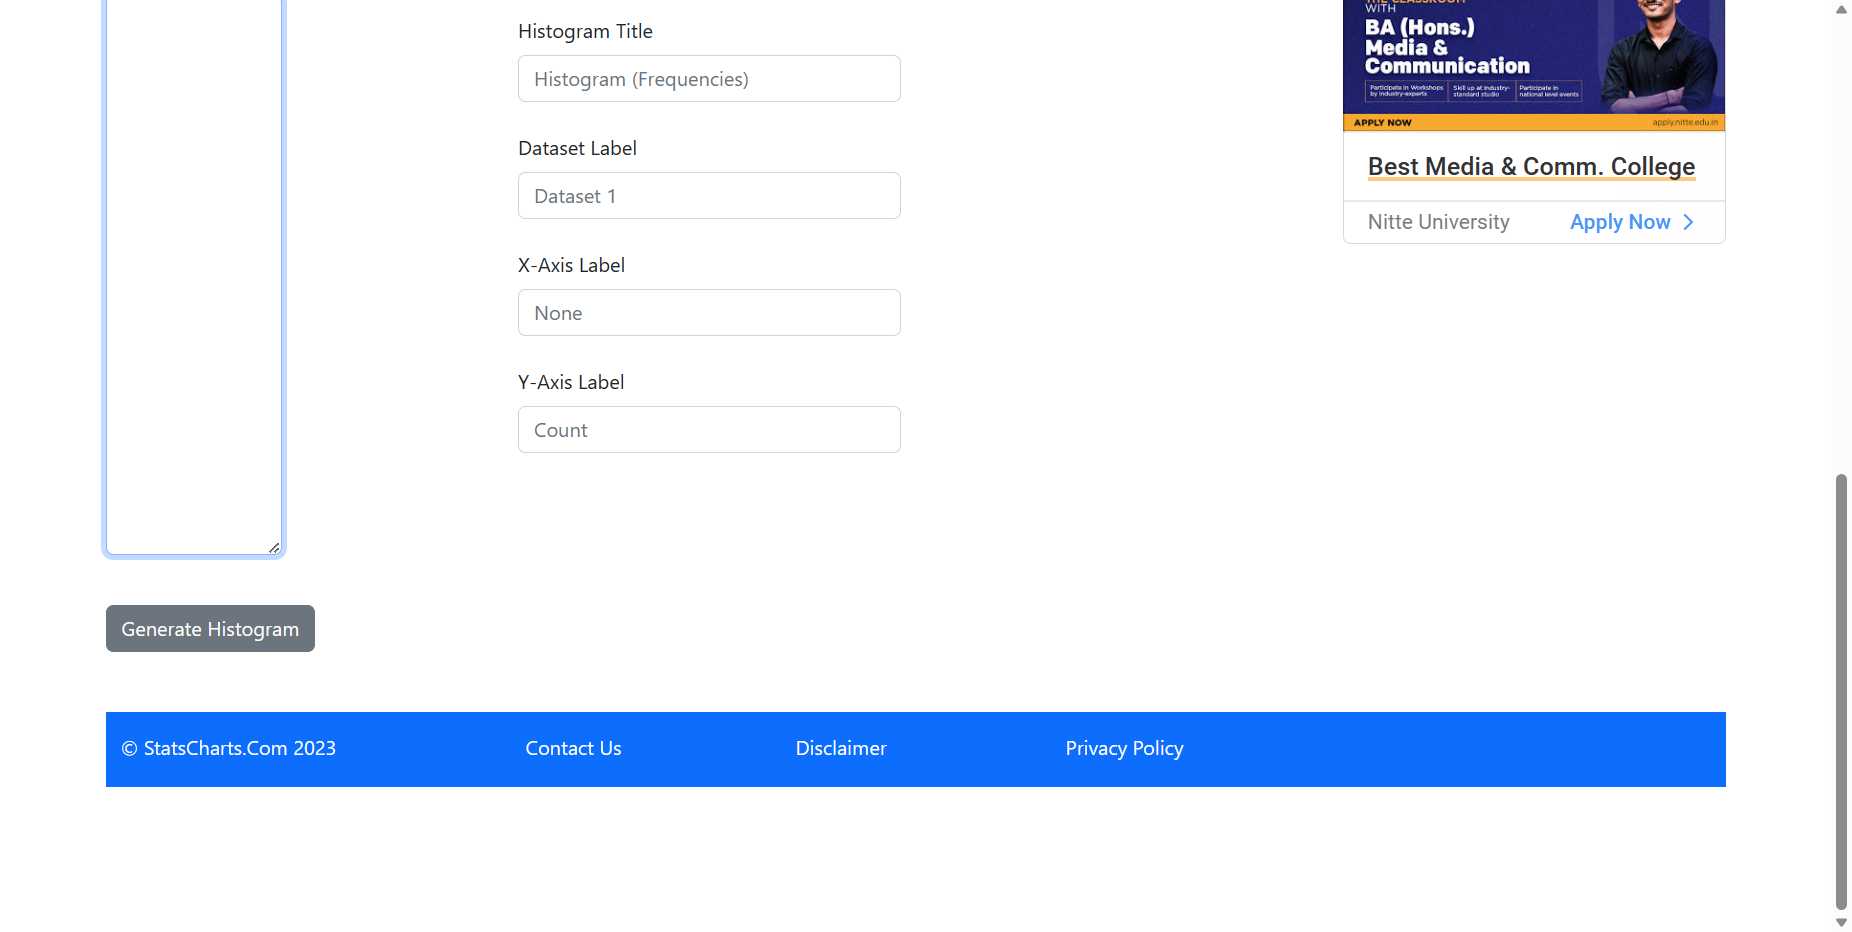 Histogram Title
Histogram (Frequencies)
Dataset Label
Dataset 1
X-Axis Label
None
Y-Axis Label
Count
Generate Histogram
WITH
BA (Hons.)
Media &
Communication
Participate in Workshops
by industry-experts
Skill up at industry-
standard studio
Participate in
national level events
APPLY NOW
apply.nitte.edu.in
Best Media & Comm. College
Nitte University
Apply Now
© StatsCharts.Com 2023
Contact Us
Disclaimer
Privacy Policy